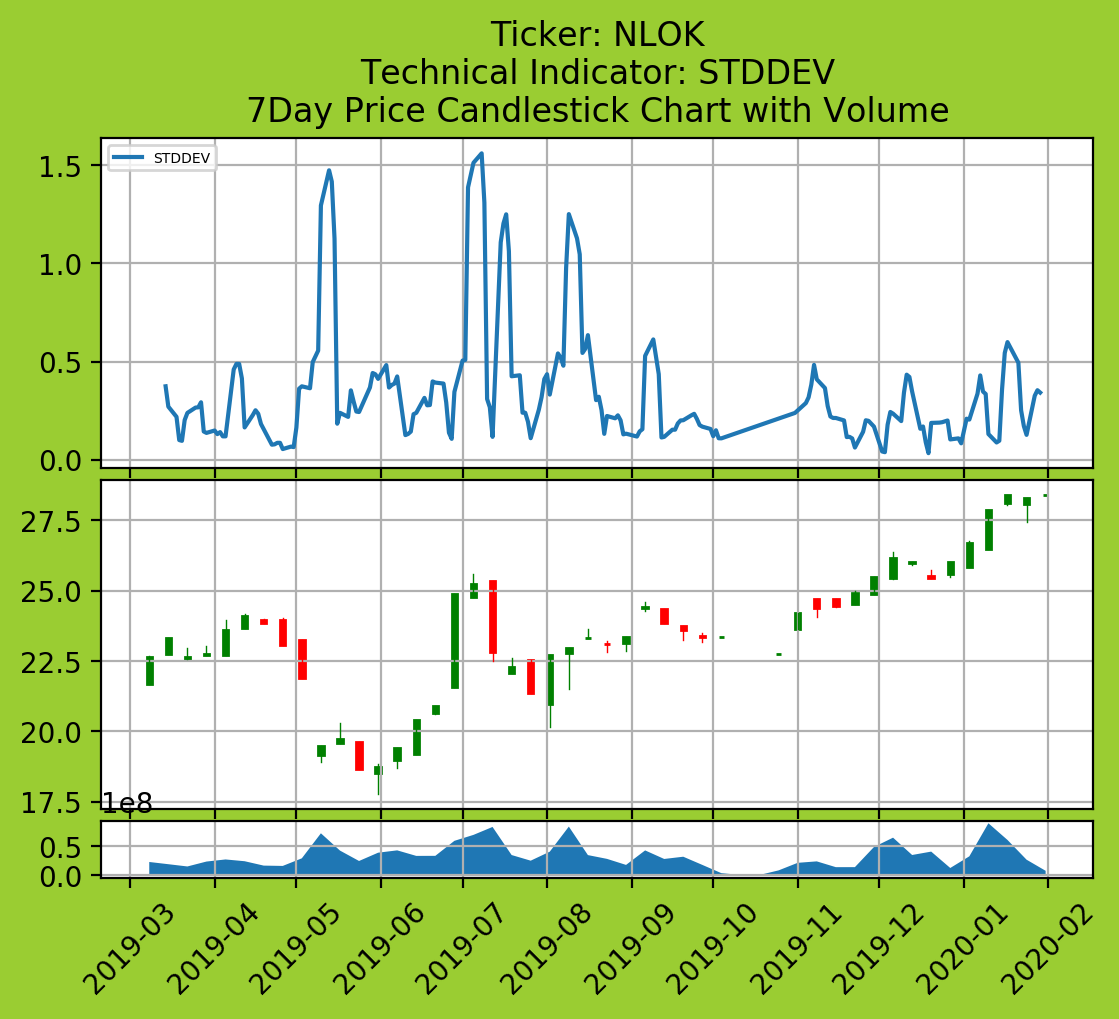 Ticker: NLOK
Technical Indicator: STDDEV
7Day Price Candlestick Chart with Volume
STDDEV
1.5
1.0
0.5
0.0
27.5
25.0
22.5
20.0
17.5
1e8
0.5
0.0
2019-03 2019-04 2019-05 2019-06 2019-07 2019-08 2019-09 2019-10 2019-11 2019-12 2020-01 2020-02